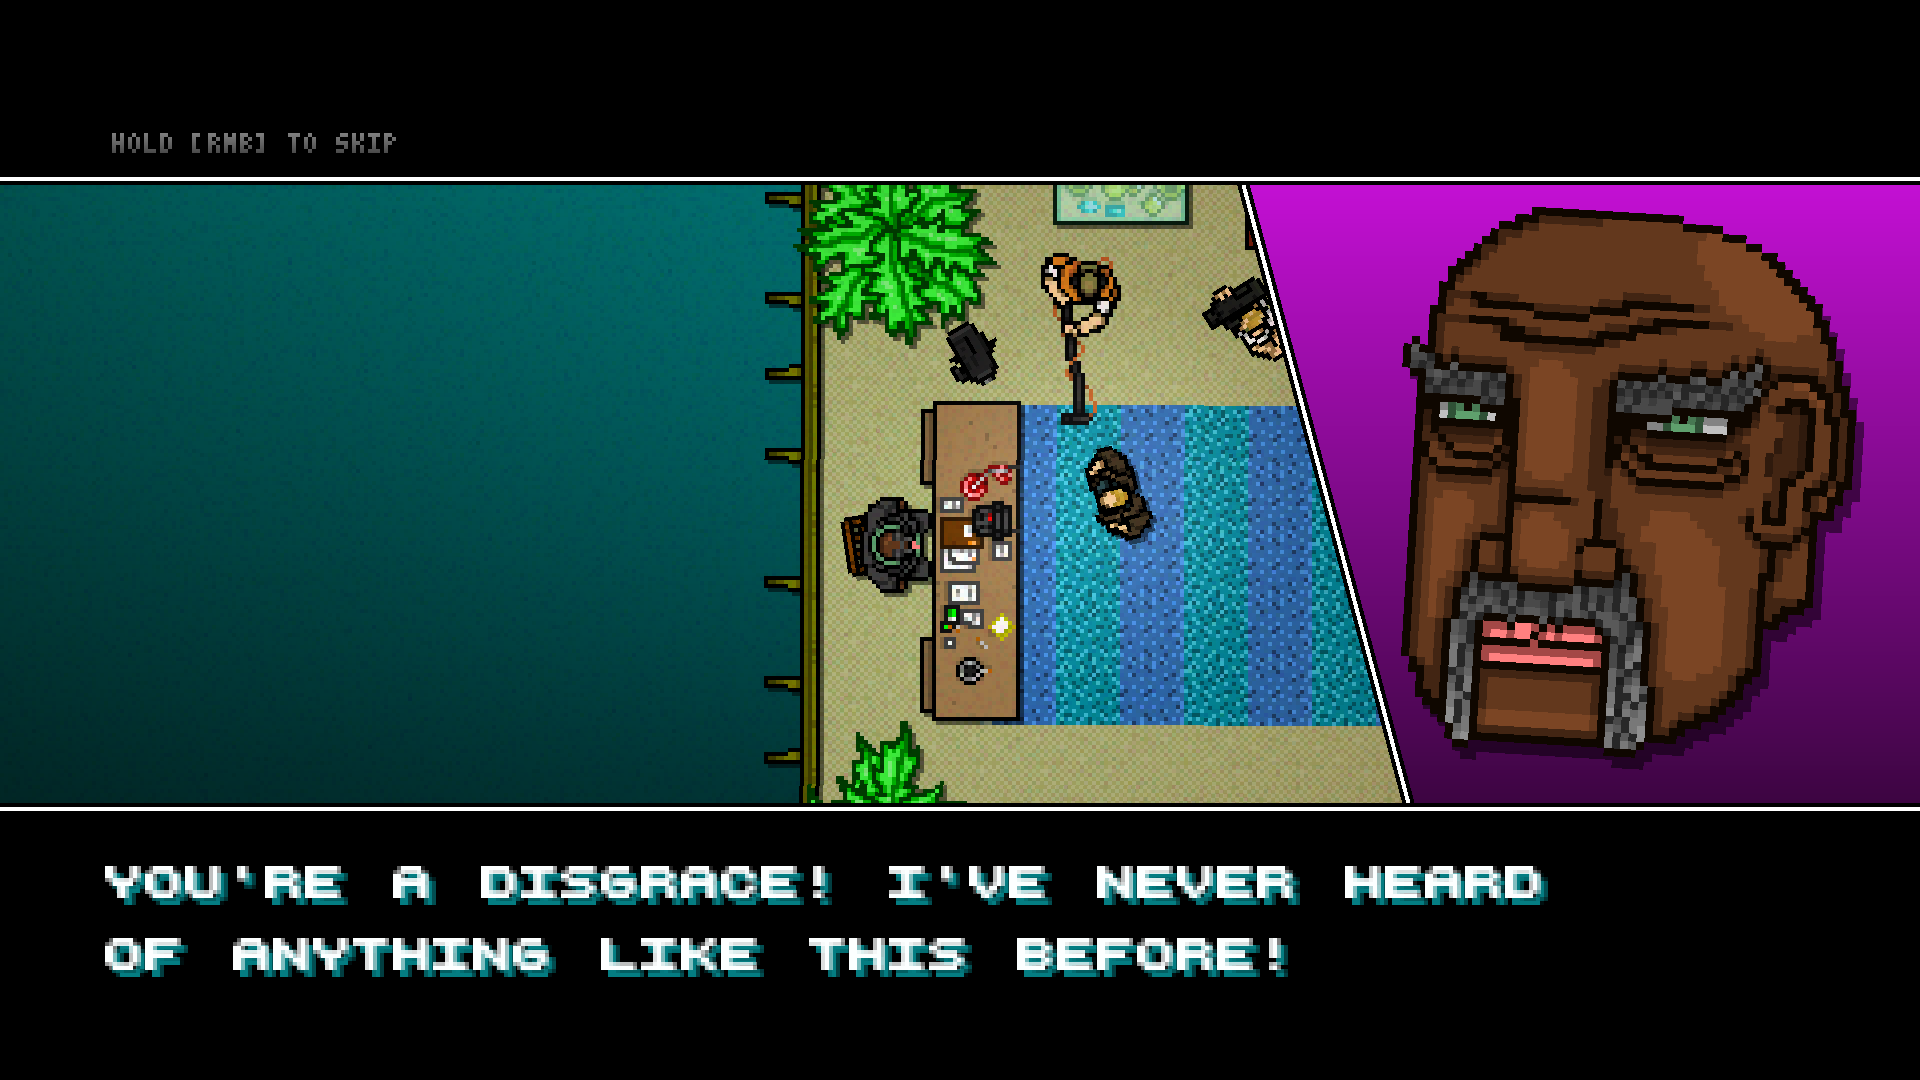 HOLD [RMB] TO SKIP
YOU'RE A DISGRACE! I'VE NEVER HEARD
OF ANYTHING LIKE THIS BEFORE!